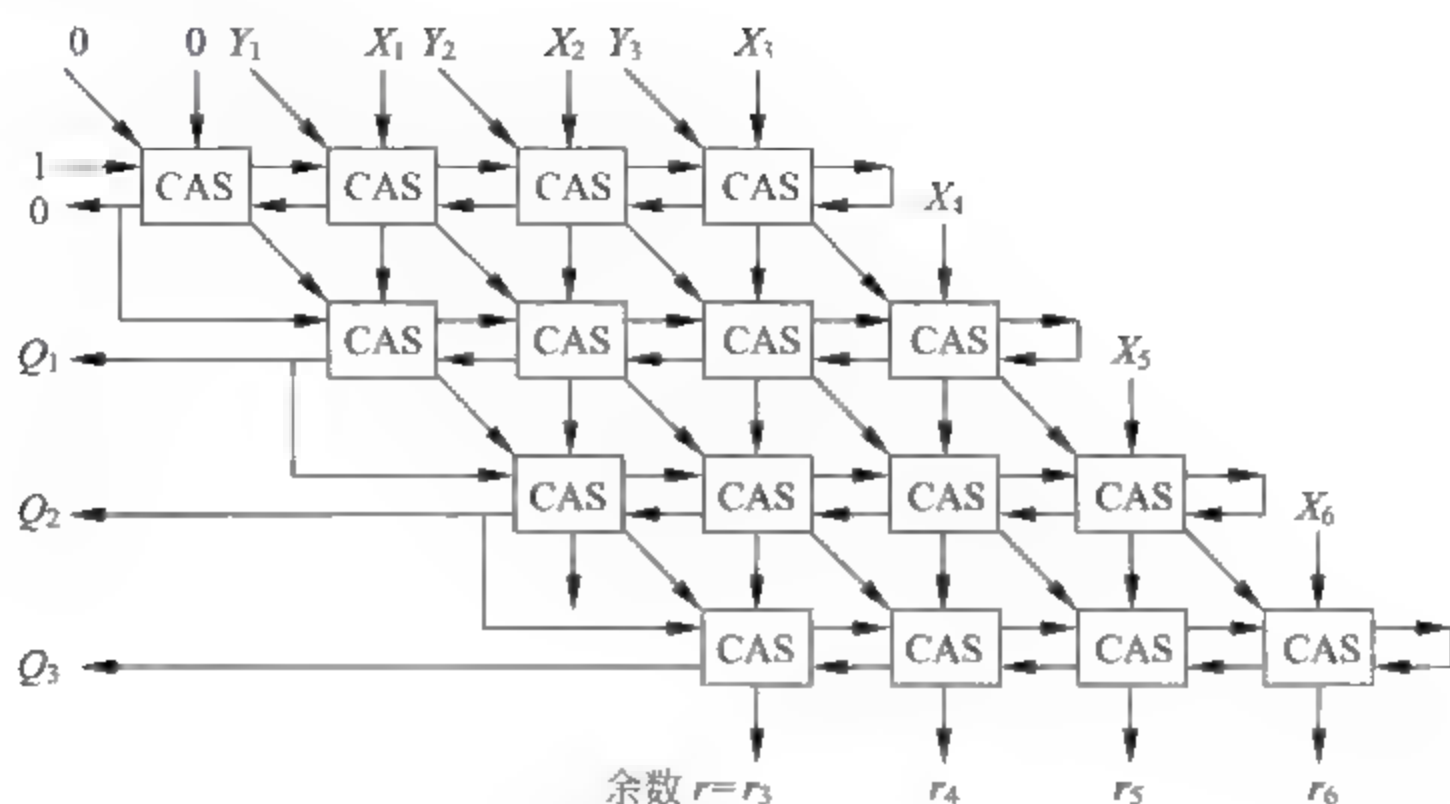 0 0 Y₁ X₁ Y₂ X₂ Y₃ X₃
1 CAS CAS CAS CAS
0
X₄
CAS CAS CAS CAS
Q₁
X₅
CAS CAS CAS CAS
Q₂
X₆
CAS CAS CAS CAS
Q₃
余数 r=r₃ r₄ r₅ r₆